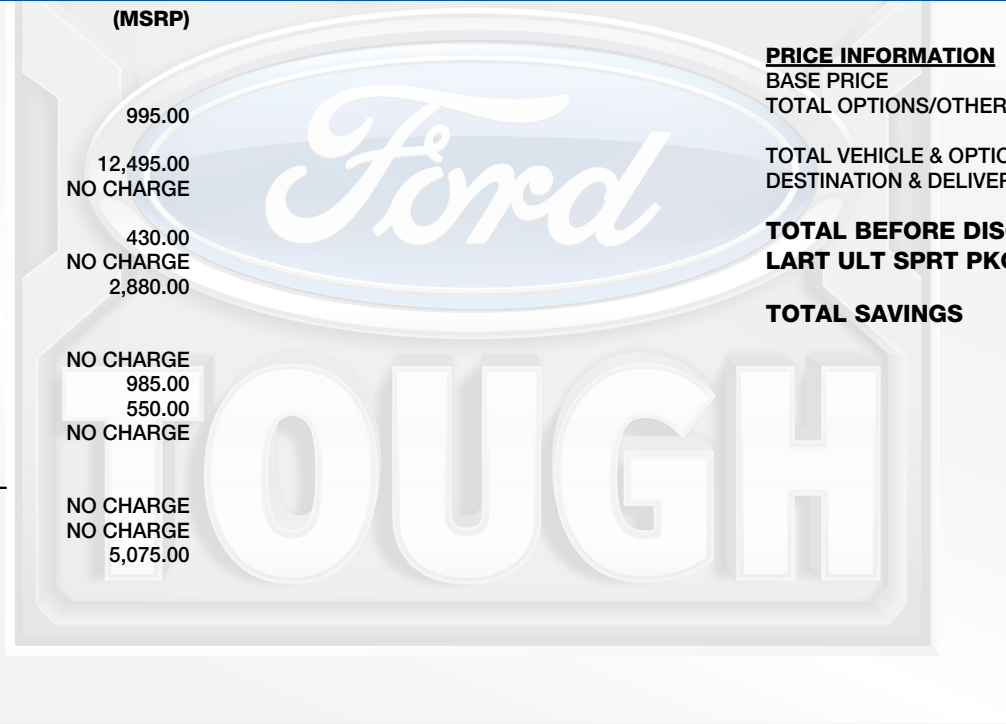 (MSRP)
995.00
12,495.00
NO CHARGE
430.00
NO CHARGE
2,880.00
NO CHARGE
985.00
550.00
NO CHARGE
NO CHARGE
NO CHARGE
5,075.00
Ford
TOUGH
PRICE INFORMATION
BASE PRICE
TOTAL OPTIONS/OTHER
TOTAL VEHICLE & OPTIO
DESTINATION & DELIVER
TOTAL BEFORE DIS
LART ULT SPRT PK
TOTAL SAVINGS